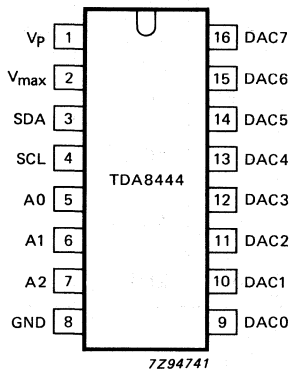 VP 1 16 DAC7
Vmax 2 15 DAC6
SDA 3 14 DAC5
SCL 4 13 DAC4
TDA8444
A0 5 12 DAC3
A1 6 11 DAC2
A2 7 10 DAC1
GND 8 9 DAC0
7Z94741